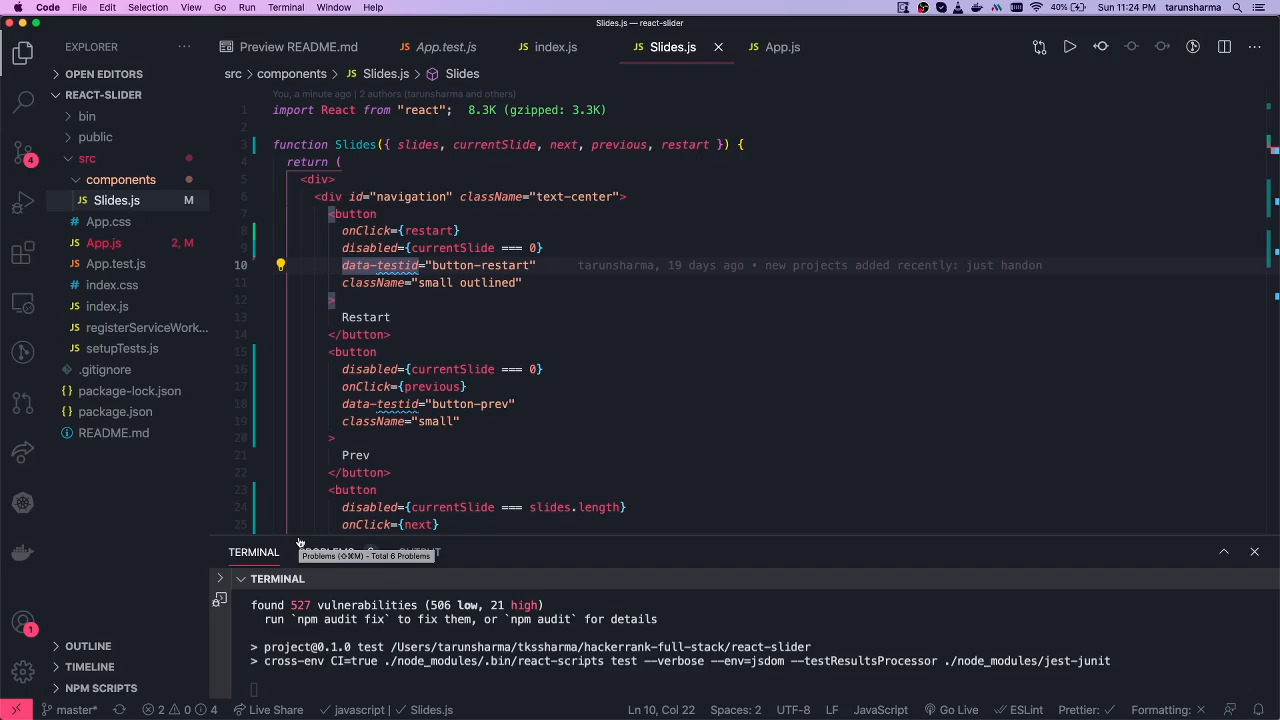 Code File Edit Selection View Go Run Terminal Window Help 40% Sun 11:24 PM tarunsharma
Slides.js — react-slider
EXPLORER
Preview README.md App.test.js index.js Slides.js App.js
OPEN EDITORS
src components Slides.js Slides
REACT-SLIDER
bin
public
src
components
Slides.js M
App.css
App.js 2, M
App.test.js
index.css
index.js
registerServiceWork...
setupTests.js
.gitignore
package-lock.json
package.json
README.md
4
1
OUTLINE
TIMELINE
NPM SCRIPTS
You, a minute ago | 2 authors (tarunsharma and others)
1 import React from "react"; 8.3K (gzipped: 3.3K)
2
3 function Slides({ slides, currentSlide, next, previous, restart }) {
4 return (
5 <div>
6 <div id="navigation" className="text-center">
7 <button
8 onClick={restart}
9 disabled={currentSlide === 0}
10 data-testid="button-restart" tarunsharma, 19 days ago • new projects added recently: just handon
11 className="small outlined"
12 >
13 Restart
14 </button>
15 <button
16 disabled={currentSlide === 0}
17 onClick={previous}
18 data-testid="button-prev"
19 className="small"
20 >
21 Prev
22 </button>
23 <button
24 disabled={currentSlide === slides.length}
25 onClick={next}
TERMINAL PROBLEMS OUTPUT
Problems (⇧⌘M) - Total 6 Problems
TERMINAL
found 527 vulnerabilities (506 low, 21 high)
run `npm audit fix` to fix them, or `npm audit` for details
> project@0.1.0 test /Users/tarunsharma/tkssharma/hackerrank-full-stack/react-slider
> cross-env CI=true ./node_modules/.bin/react-scripts test --verbose --env=jsdom --testResultsProcessor ./node_modules/jest-junit
master* 2 0 4 Live Share javascript | Slides.js Ln 10, Col 22 Spaces: 2 UTF-8 LF JavaScript Go Live ESLint Prettier: Formatting: